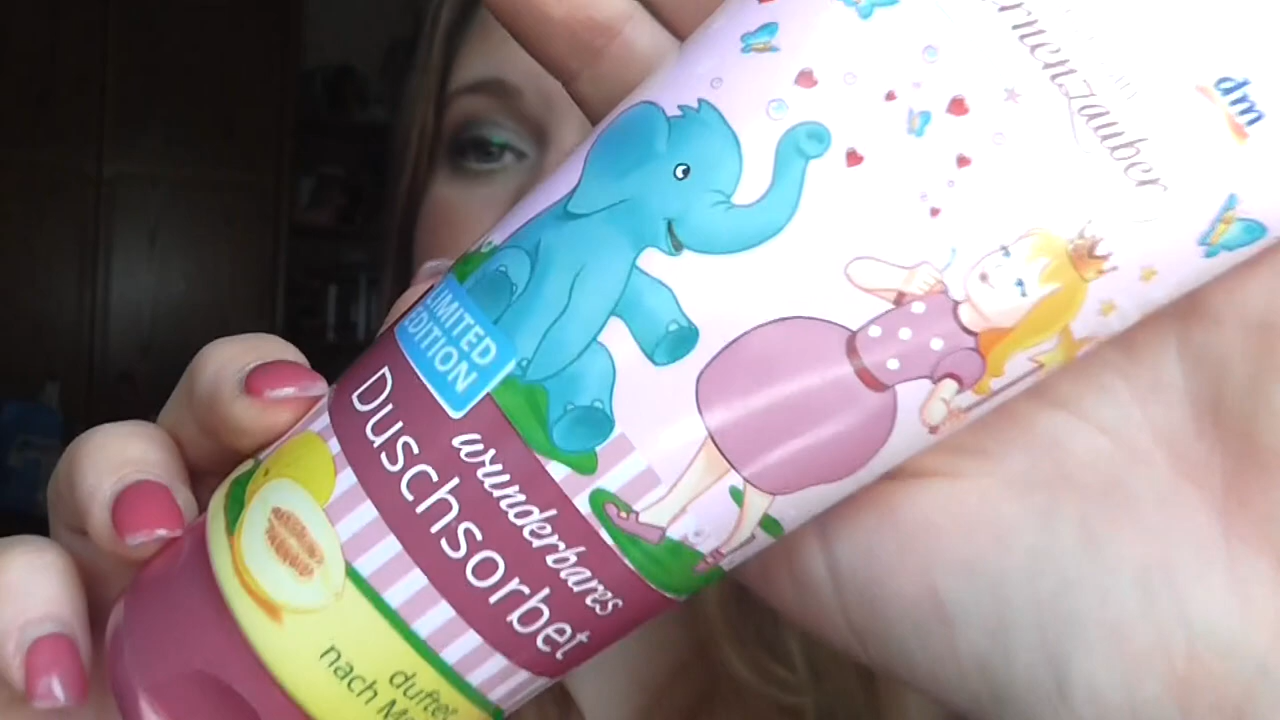 dm
LIMITED
EDITION
wunderbares
Duschsorbet
duftet
nach